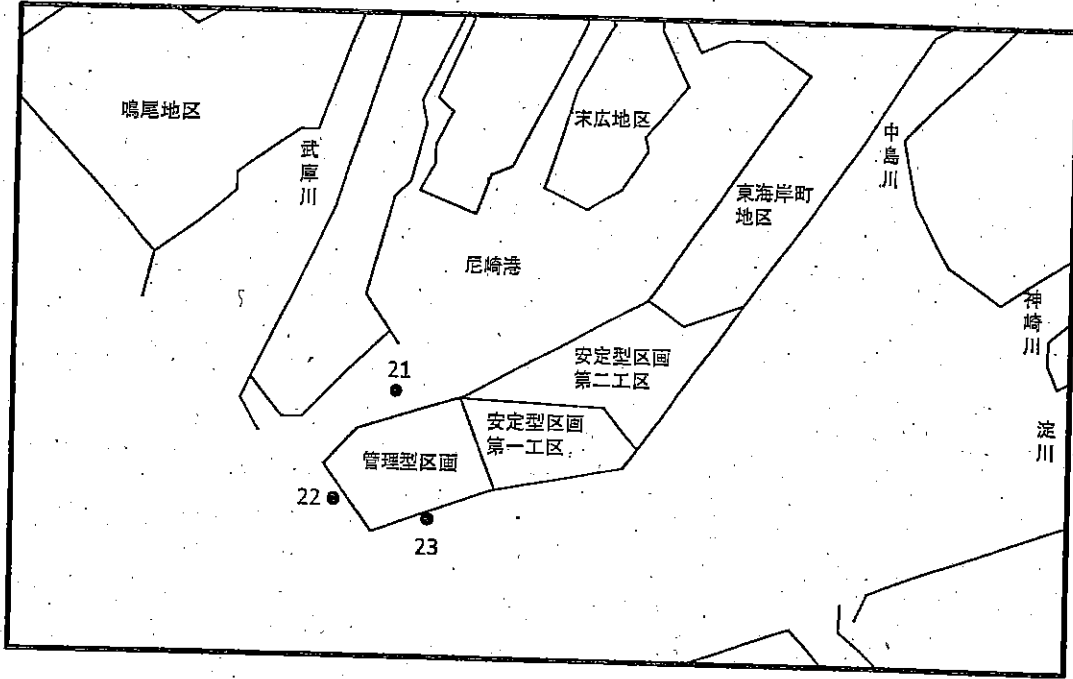 鳴尾地区
武庫川
末広地区
中島川
東海岸町
地区
尼崎港
神崎川
安定型区画
第二工区
21
安定型区画
第一工区
淀川
管理型区画
22
23